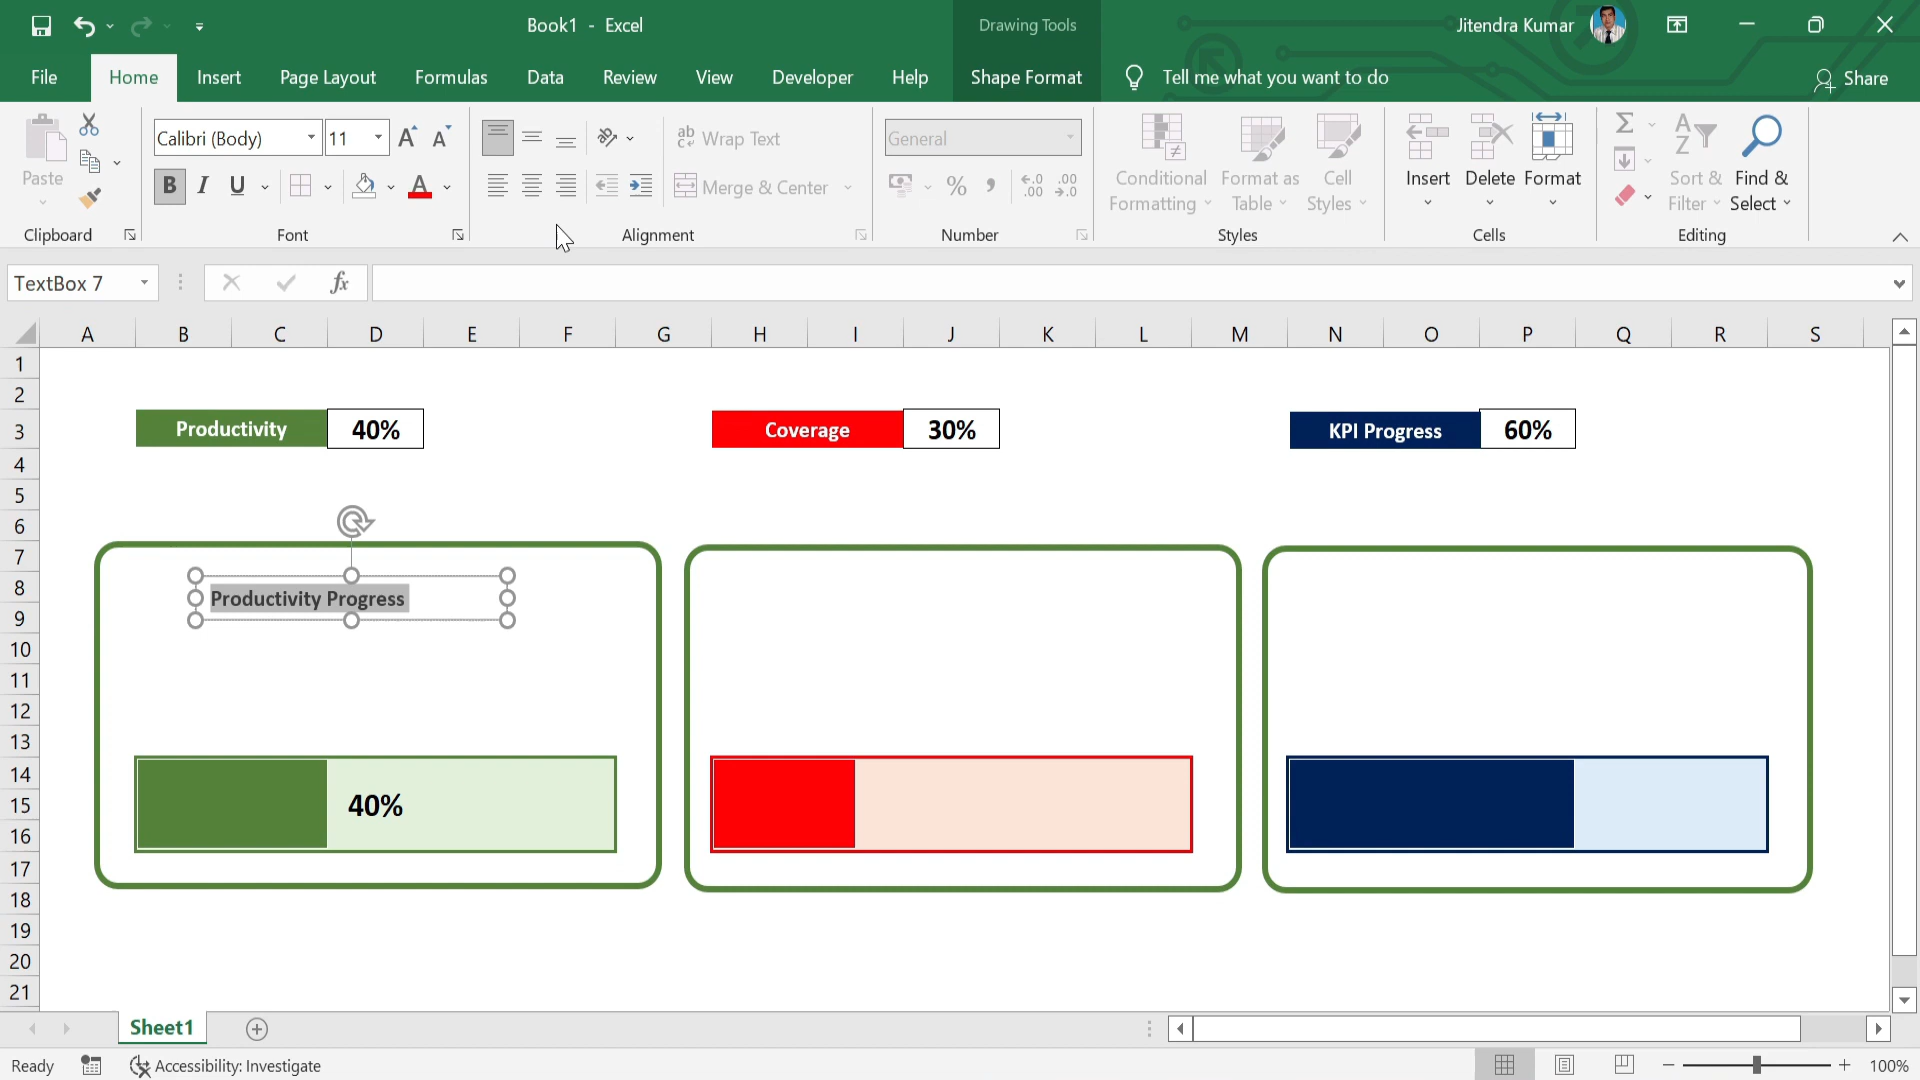 Book1 - Excel
Drawing Tools
Jitendra Kumar
File
Home
Insert
Page Layout
Formulas
Data
Review
View
Developer
Help
Shape Format
Tell me what you want to do
Share
Paste
Clipboard
Calibri (Body)
11
A
A
B
I
U
A
Font
ab
Wrap Text
Merge & Center
Alignment
General
%
,
.00
.00
Number
Conditional
Formatting
Format as
Table
Cell
Styles
Styles
Insert
Delete
Format
Cells
Σ
A
Z
Sort &
Filter
Find &
Select
Editing
TextBox 7
fx
A B C D E F G H I J K L M N O P Q R S
1
2
3
4
5
6
7
8
9
10
11
12
13
14
15
16
17
18
19
20
21
Productivity 40%
Coverage 30%
KPI Progress 60%
Productivity Progress
40%
Sheet1
Ready
Accessibility: Investigate
100%